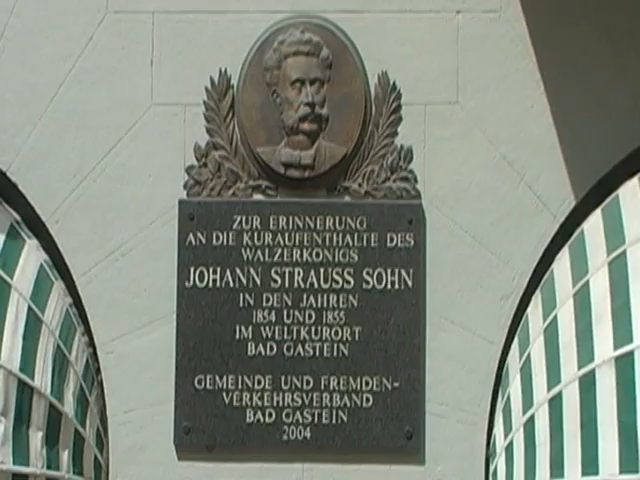 ZUR ERINNERUNG
AN DIE KURAUFENTHALTE DES
WALZERKÖNIGS
JOHANN STRAUSS SOHN
IN DEN JAHREN
1854 UND 1855
IM WELTKURORT
BAD GASTEIN
GEMEINDE UND FREMDEN-
VERKEHRSVERBAND
BAD GASTEIN
2004